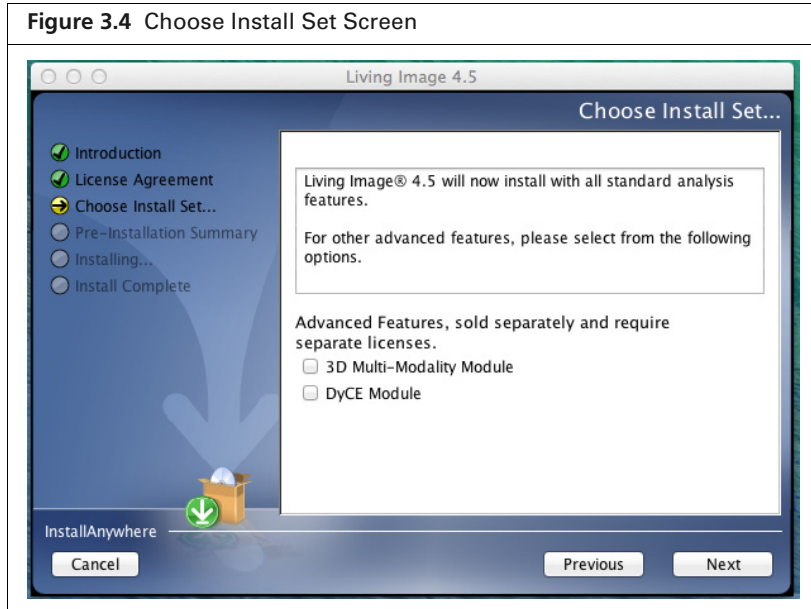 Figure 3.4 Choose Install Set Screen
Living Image 4.5
Choose Install Set...
Introduction
License Agreement
Choose Install Set...
Pre-Installation Summary
Installing...
Install Complete
Living Image® 4.5 will now install with all standard analysis
features.
For other advanced features, please select from the following
options.
Advanced Features, sold separately and require
separate licenses.
3D Multi-Modality Module
DyCE Module
InstallAnywhere
Cancel
Previous
Next